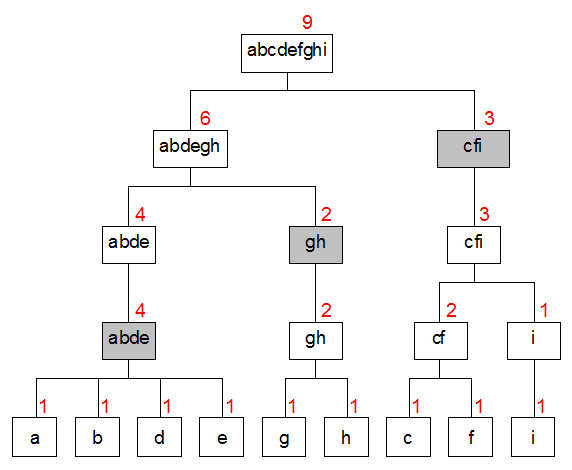 9
abcdefghi
6 3
abdegh cfi
4 2 3
abde gh cfi
4 2 2 1
abde gh cf i
1 1 1 1 1 1 1 1 1
a b d e g h c f i